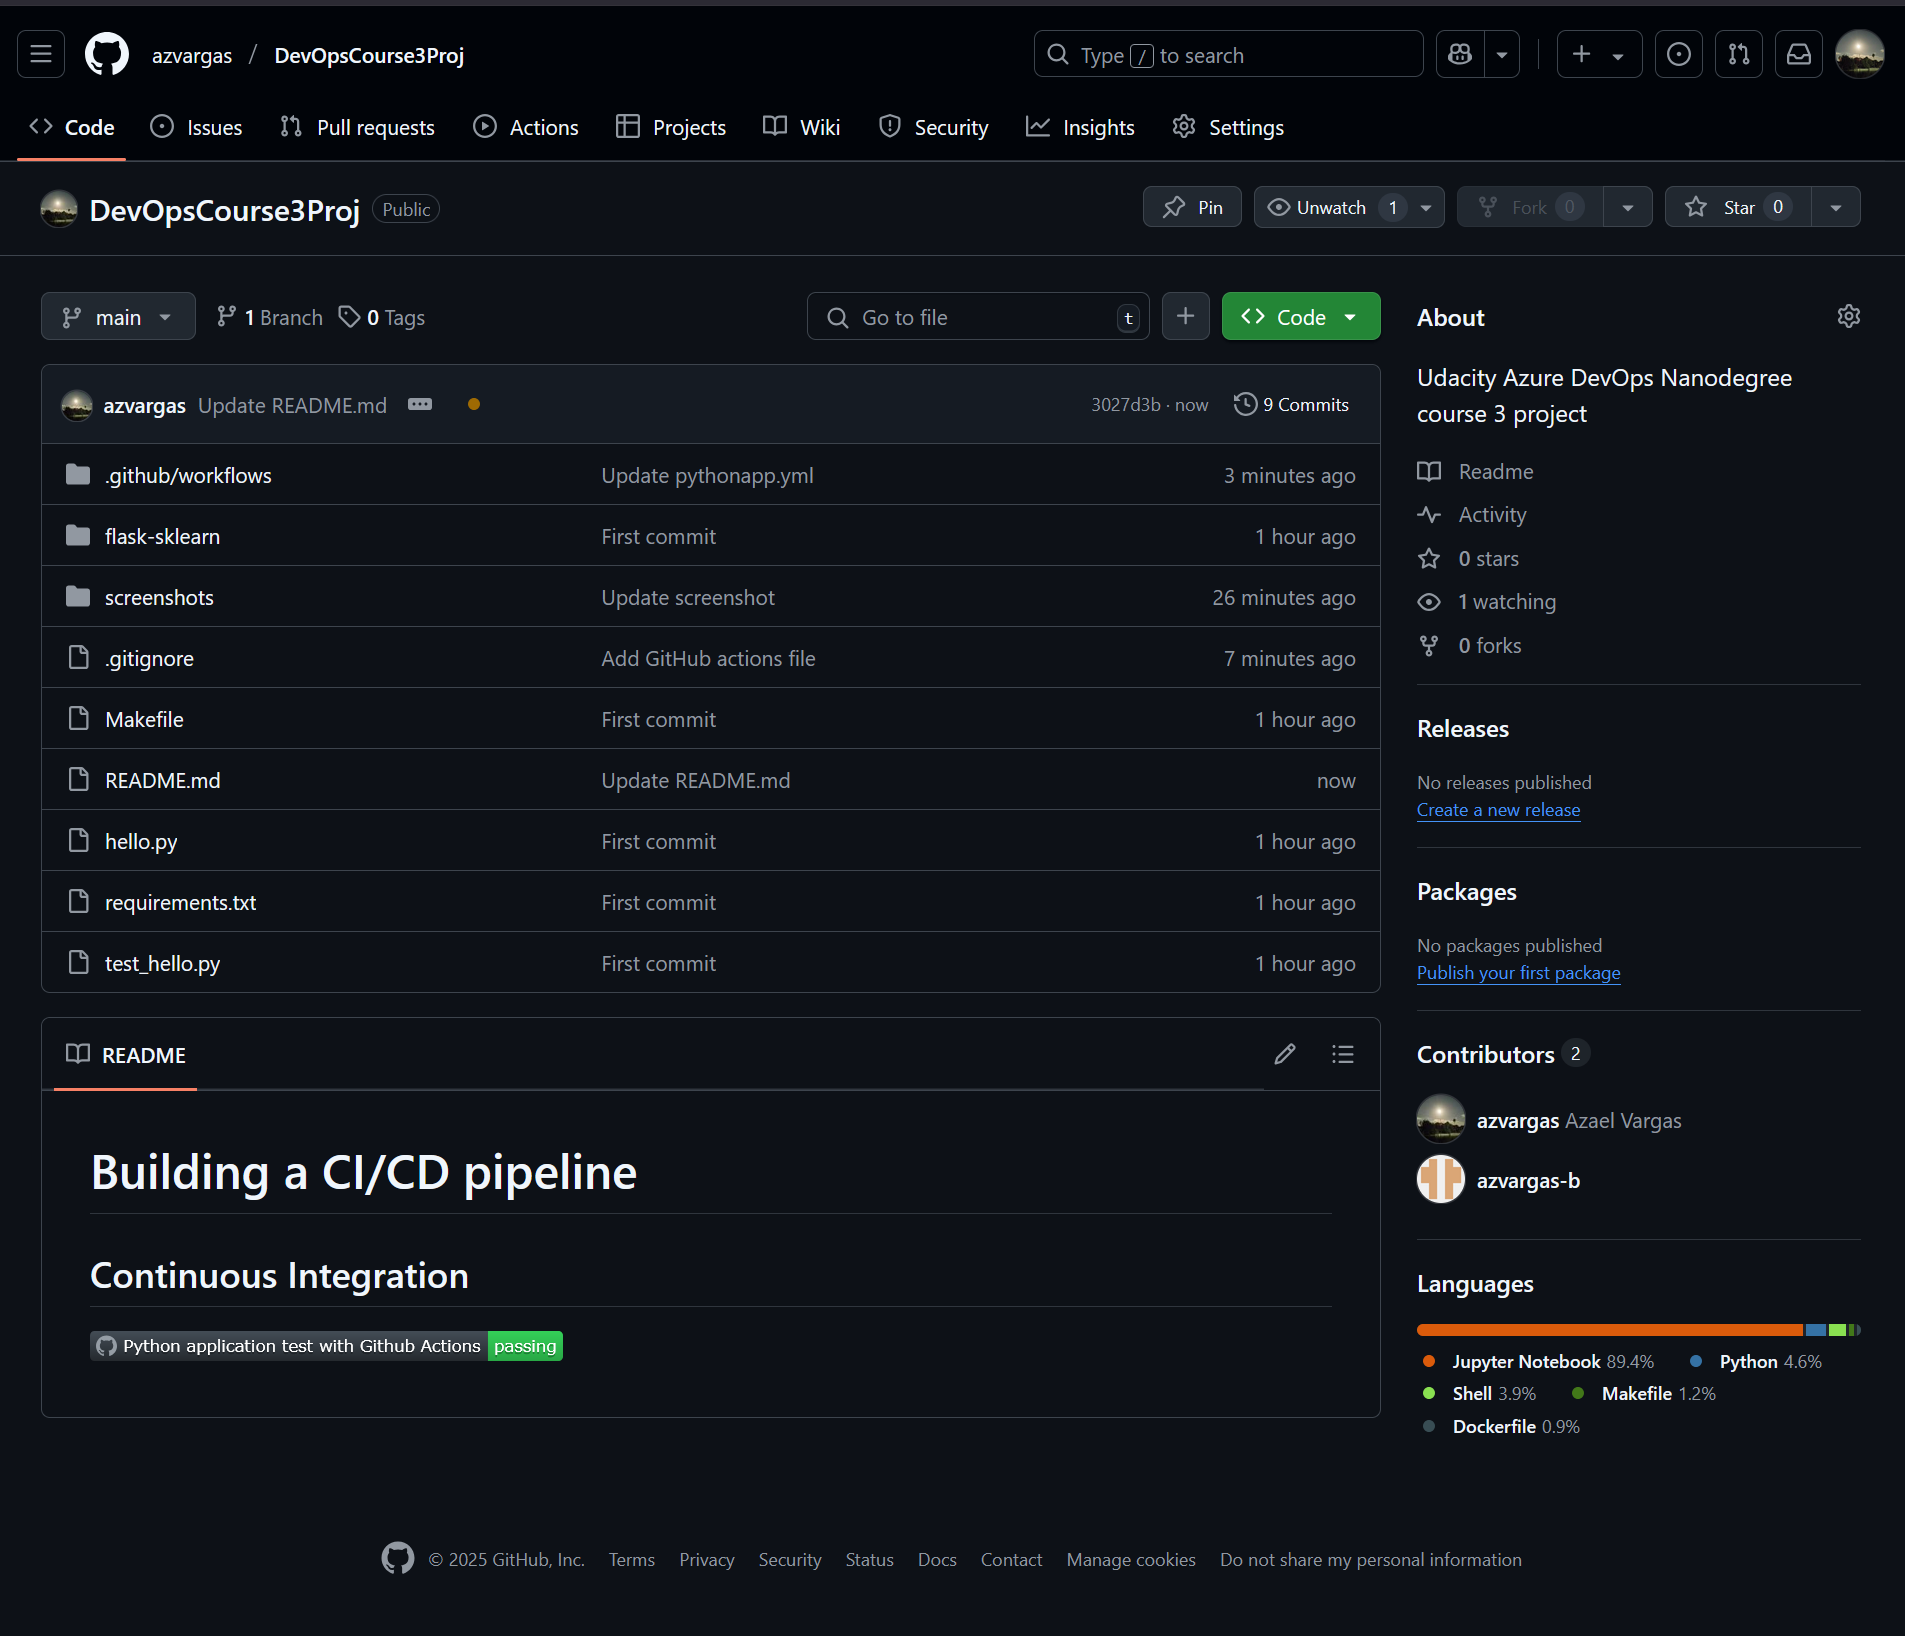 azvargas / DevOpsCourse3Proj
Type / to search
Code Issues Pull requests Actions Projects Wiki Security Insights Settings
DevOpsCourse3Proj Public
Pin Unwatch 1 Fork 0 Star 0
main 1 Branch 0 Tags Go to file t Code
azvargas Update README.md 3027d3b · now 9 Commits
.github/workflows Update pythonapp.yml 3 minutes ago
flask-sklearn First commit 1 hour ago
screenshots Update screenshot 26 minutes ago
.gitignore Add GitHub actions file 7 minutes ago
Makefile First commit 1 hour ago
README.md Update README.md now
hello.py First commit 1 hour ago
requirements.txt First commit 1 hour ago
test_hello.py First commit 1 hour ago
README
Building a CI/CD pipeline
Continuous Integration
Python application test with Github Actions passing
About
Udacity Azure DevOps Nanodegree
course 3 project
Readme
Activity
0 stars
1 watching
0 forks
Releases
No releases published
Create a new release
Packages
No packages published
Publish your first package
Contributors 2
azvargas Azael Vargas
azvargas-b
Languages
Jupyter Notebook 89.4% Python 4.6%
Shell 3.9% Makefile 1.2%
Dockerfile 0.9%
© 2025 GitHub, Inc. Terms Privacy Security Status Docs Contact Manage cookies Do not share my personal information